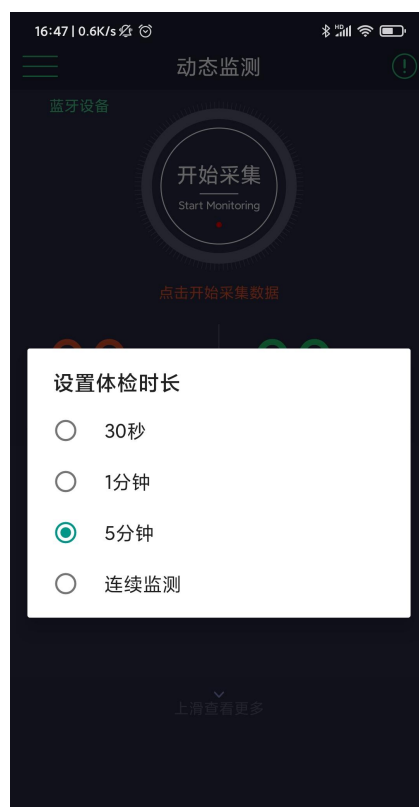 16:47 | 0.6K/s
动态监测
蓝牙设备
开始采集
Start Monitoring
点击开始采集数据
设置体检时长
30秒
1分钟
5分钟
连续监测
上滑查看更多